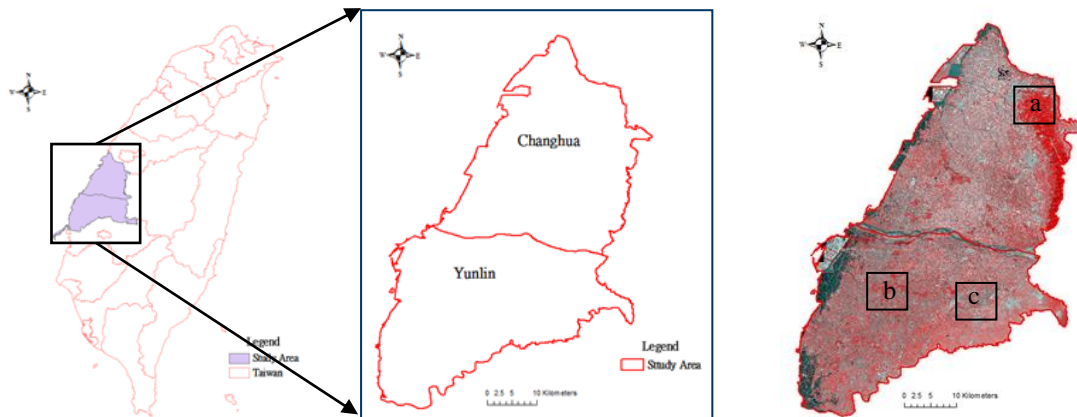 N
W E
S
Legend
Study Area
Taiwan
N
W E
S
Changhua
Yunlin
Legend
Study Area
0 2.5 5 10 Kilometers
N
W E
S
a
b
c
0 2.5 5 10 Kilometers